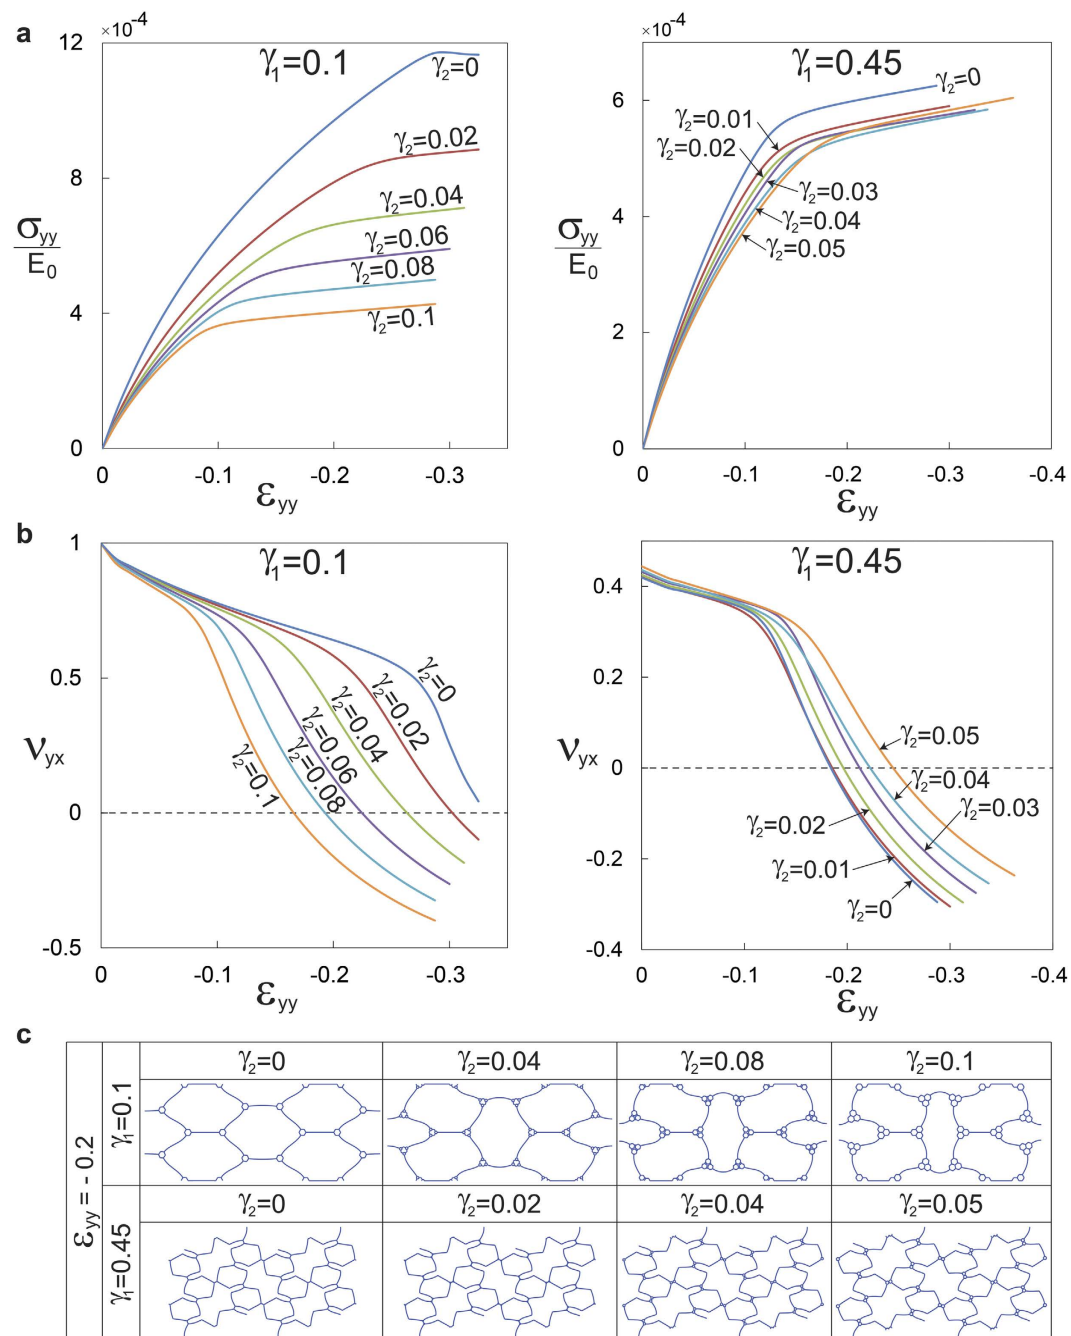 a
×10⁻⁴
γ₁=0.1
12
8
4
0
σyy
E₀
γ₂=0
γ₂=0.02
γ₂=0.04
γ₂=0.06
γ₂=0.08
γ₂=0.1
0
-0.1
-0.2
-0.3
εyy
×10⁻⁴
γ₁=0.45
6
4
2
0
σyy
E₀
γ₂=0
γ₂=0.01
γ₂=0.02
γ₂=0.03
γ₂=0.04
γ₂=0.05
0
-0.1
-0.2
-0.3
-0.4
εyy
b
γ₁=0.1
1
0.5
0
-0.5
νyx
γ₂=0
γ₂=0.02
γ₂=0.04
γ₂=0.06
γ₂=0.08
γ₂=0.1
0
-0.1
-0.2
-0.3
εyy
γ₁=0.45
0.4
0.2
0
-0.2
-0.4
νyx
γ₂=0.05
γ₂=0.04
γ₂=0.03
γ₂=0.02
γ₂=0.01
γ₂=0
0
-0.1
-0.2
-0.3
-0.4
εyy
c
εyy = - 0.2
γ₁=0.1
γ₂=0
γ₂=0.04
γ₂=0.08
γ₂=0.1
γ₁=0.45
γ₂=0
γ₂=0.02
γ₂=0.04
γ₂=0.05